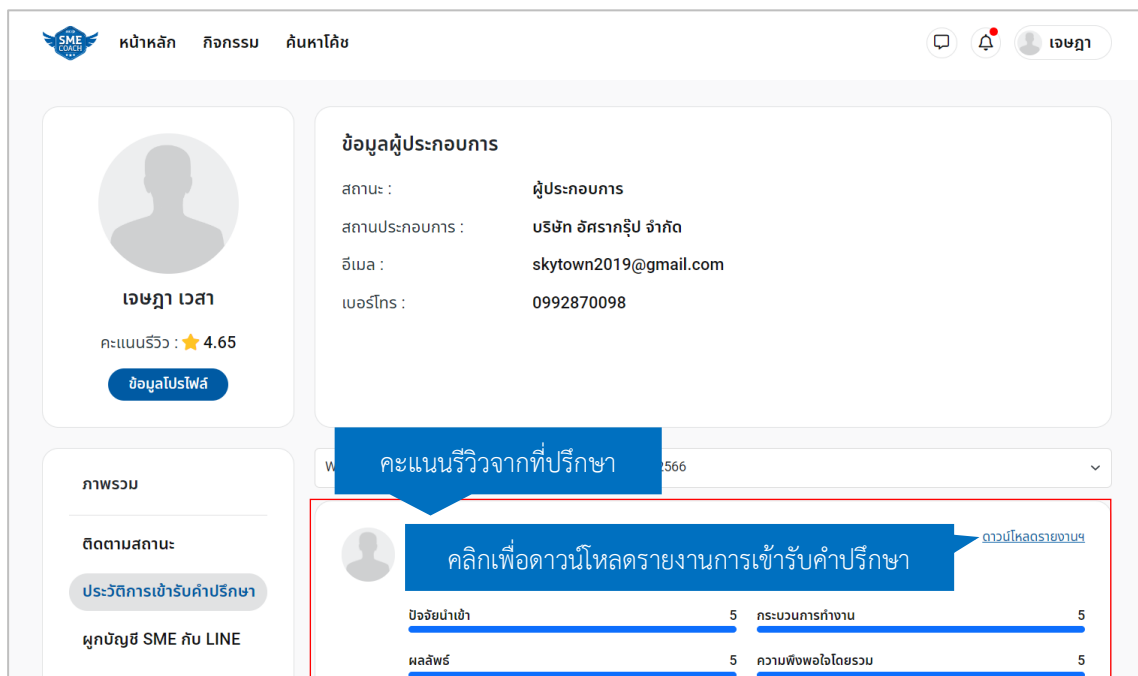 SME
COACH
หน้าหลัก กิจกรรม ค้นหาโค้ช
เจษฎา
เจษฎา เวสา
คะแนนรีวิว : 4.65
ข้อมูลโปรไฟล์
ข้อมูลผู้ประกอบการ
สถานะ : ผู้ประกอบการ
สถานประกอบการ : บริษัท อัศรากรุ๊ป จำกัด
อีเมล : skytown2019@gmail.com
เบอร์โทร : 0992870098
ภาพรวม
ติดตามสถานะ
ประวัติการเข้ารับคำปรึกษา
ผูกบัญชี SME กับ LINE
คะแนนรีวิวจากที่ปรึกษา
2566
คลิกเพื่อดาวน์โหลดรายงานการเข้ารับคำปรึกษา
ดาวน์โหลดรายงานฯ
ปัจจัยนำเข้า 5 กระบวนการทำงาน 5
ผลลัพธ์ 5 ความพึงพอใจโดยรวม 5